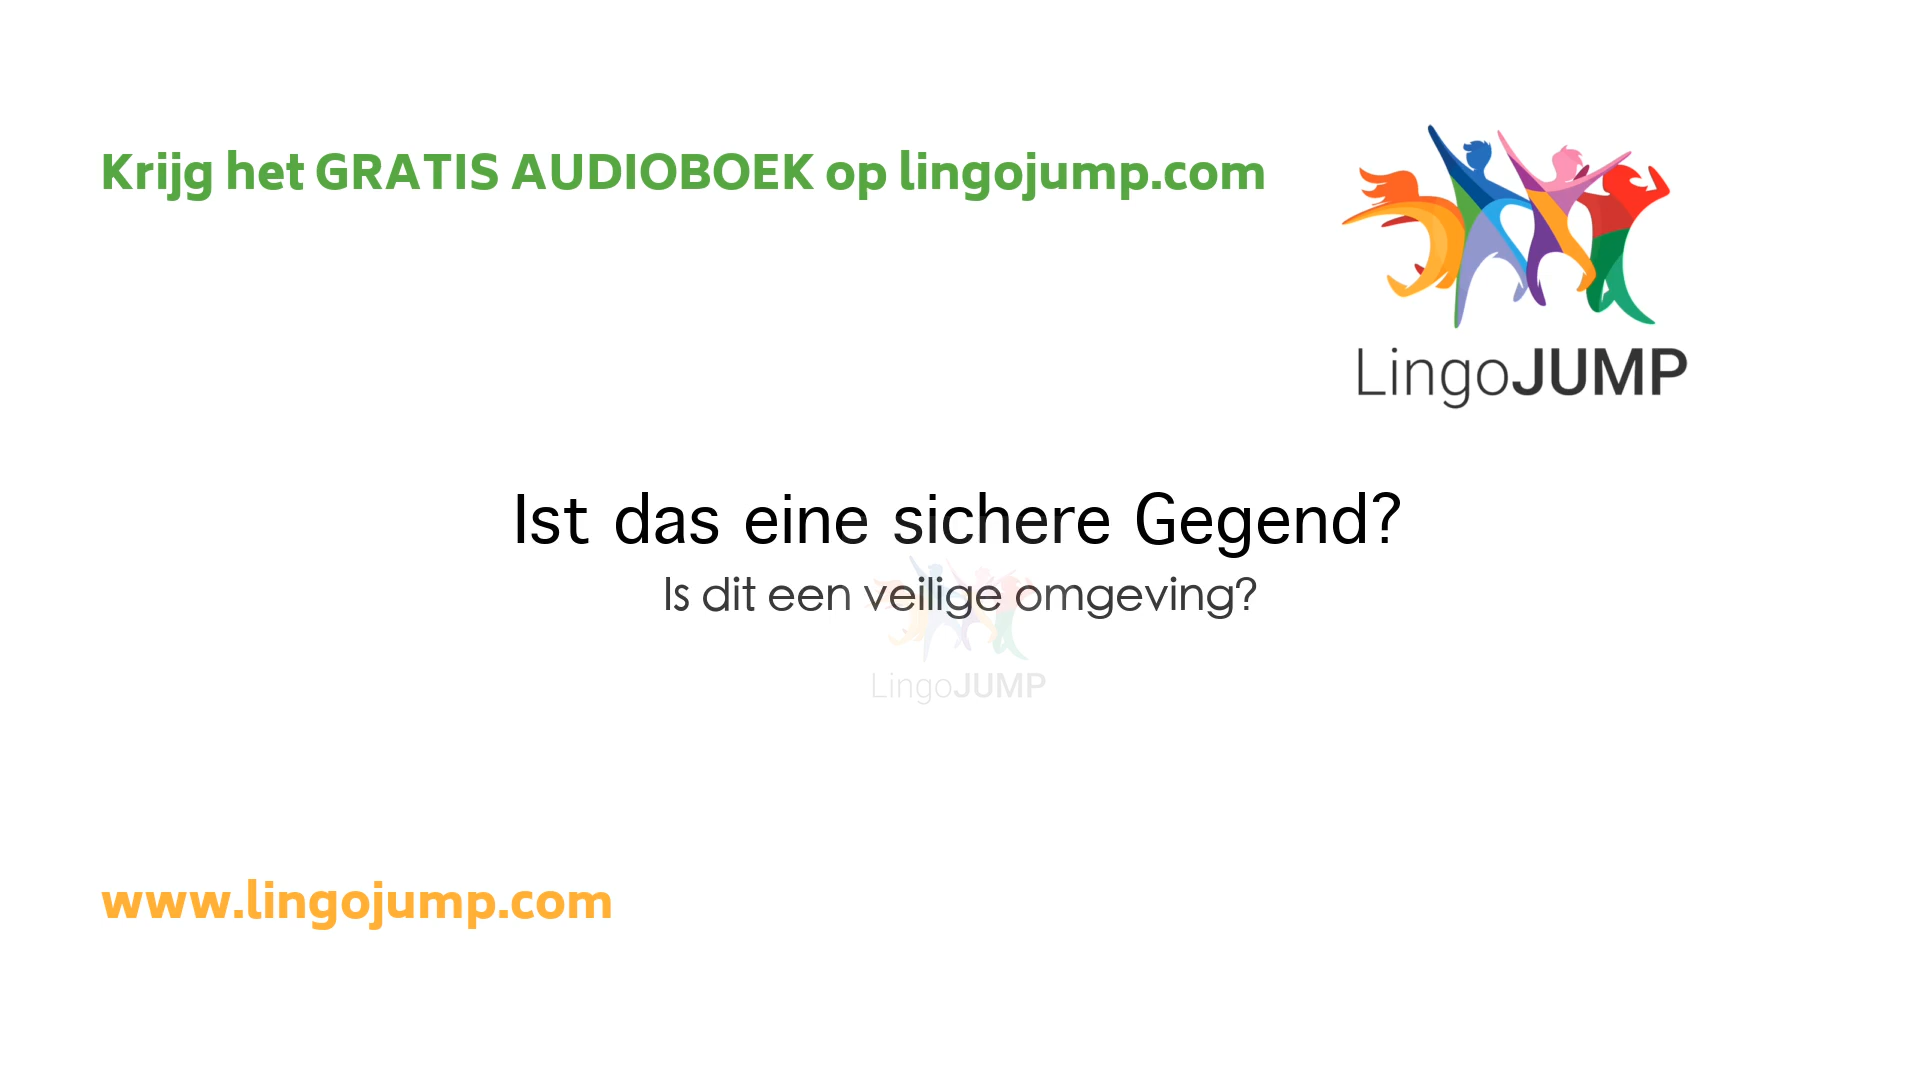 Krijg het GRATIS AUDIOBOEK op lingojump.com
LingoJUMP
Ist das eine sichere Gegend?
Is dit een veilige omgeving?
LingoJUMP
www.lingojump.com